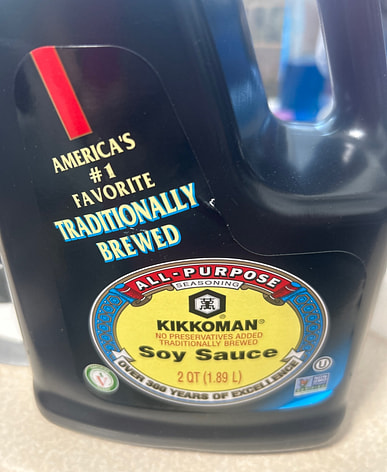 AMERICA'S
#1
FAVORITE
TRADITIONALLY
BREWED
ALL-PURPOSE
SEASONING
萬
KIKKOMAN®
NO PRESERVATIVES ADDED
TRADITIONALLY BREWED
Soy Sauce
2 QT (1.89 L)
OVER 300 YEARS OF EXCELLENCE
U